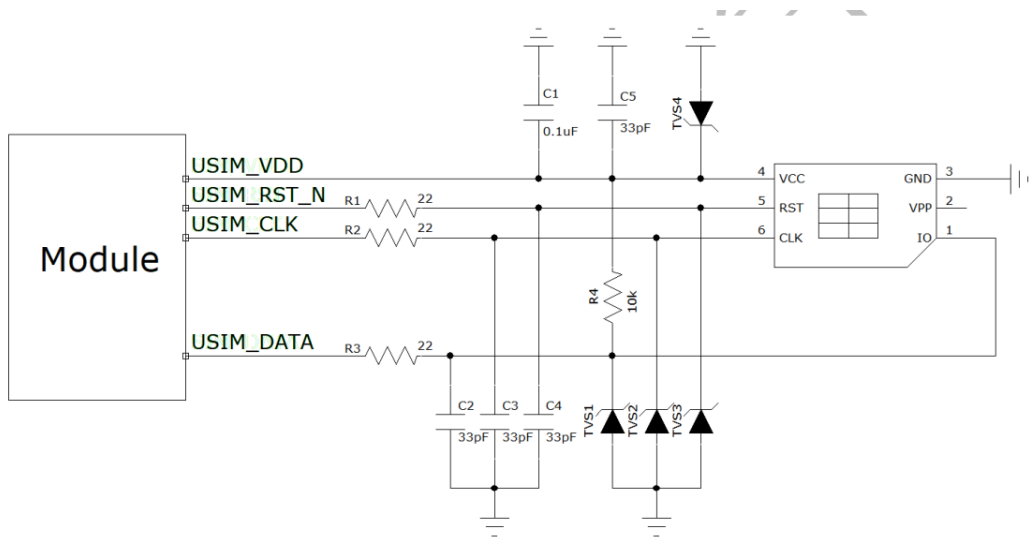 C1
0.1uF
C5
33pF
TVS4
USIM_VDD
USIM_RST_N
USIM_CLK
R1 22
R2 22
4 VCC GND 3
5 RST VPP 2
6 CLK IO 1
Module
R4
10k
USIM_DATA
R3 22
C2
33pF
C3
33pF
C4
33pF
TVS1
TVS2
TVS3